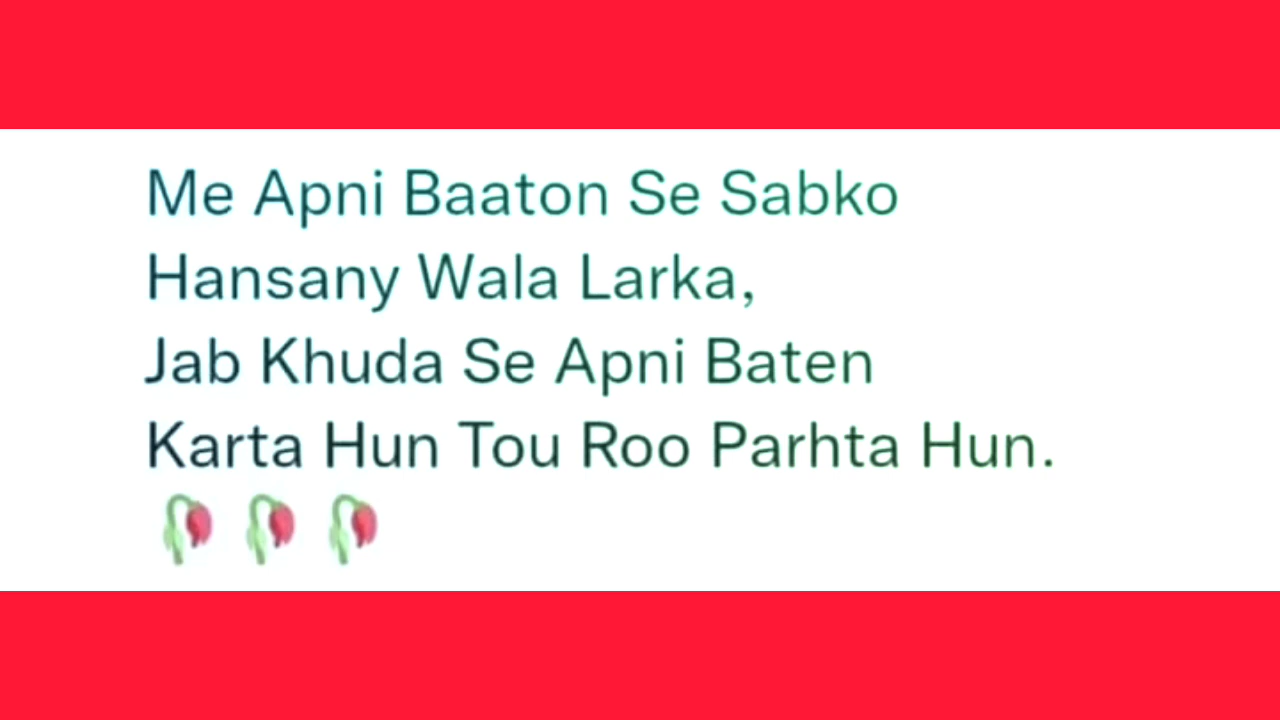 Me Apni Baaton Se Sabko
Hansany Wala Larka,
Jab Khuda Se Apni Baten
Karta Hun Tou Roo Parhta Hun.
🥀 🥀 🥀